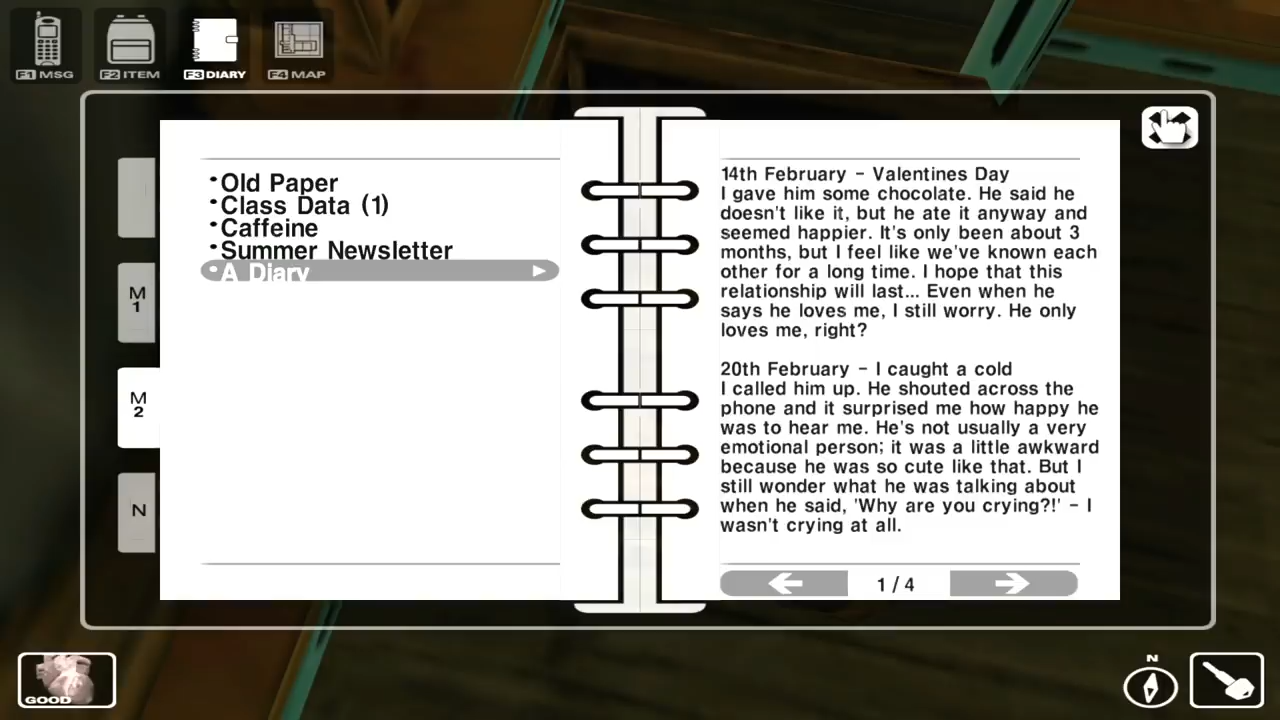 F1 MSG
F2 ITEM
F3 DIARY
F4 MAP
M
1
M
2
N
•Old Paper
•Class Data (1)
•Caffeine
•Summer Newsletter
•A Diary
14th February - Valentines Day
I gave him some chocolate. He said he
doesn't like it, but he ate it anyway and
seemed happier. It's only been about 3
months, but I feel like we've known each
other for a long time. I hope that this
relationship will last... Even when he
says he loves me, I still worry. He only
loves me, right?
20th February - I caught a cold
I called him up. He shouted across the
phone and it surprised me how happy he
was to hear me. He's not usually a very
emotional person; it was a little awkward
because he was so cute like that. But I
still wonder what he was talking about
when he said, 'Why are you crying?!' - I
wasn't crying at all.
1 / 4
GOOD
N